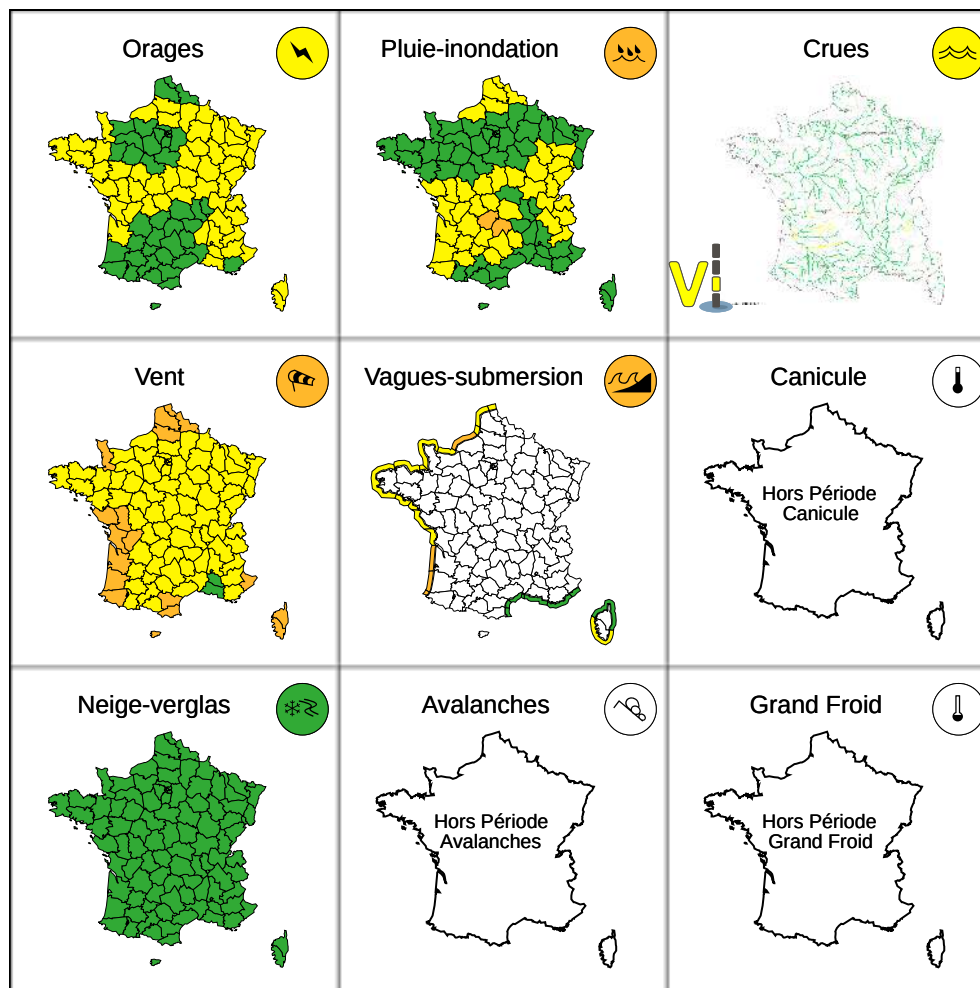 Orages
Pluie-inondation
Crues
Vi
Vent
Vagues-submersion
Canicule
Hors Période
Canicule
Neige-verglas
Avalanches
Hors Période
Avalanches
Grand Froid
Hors Période
Grand Froid